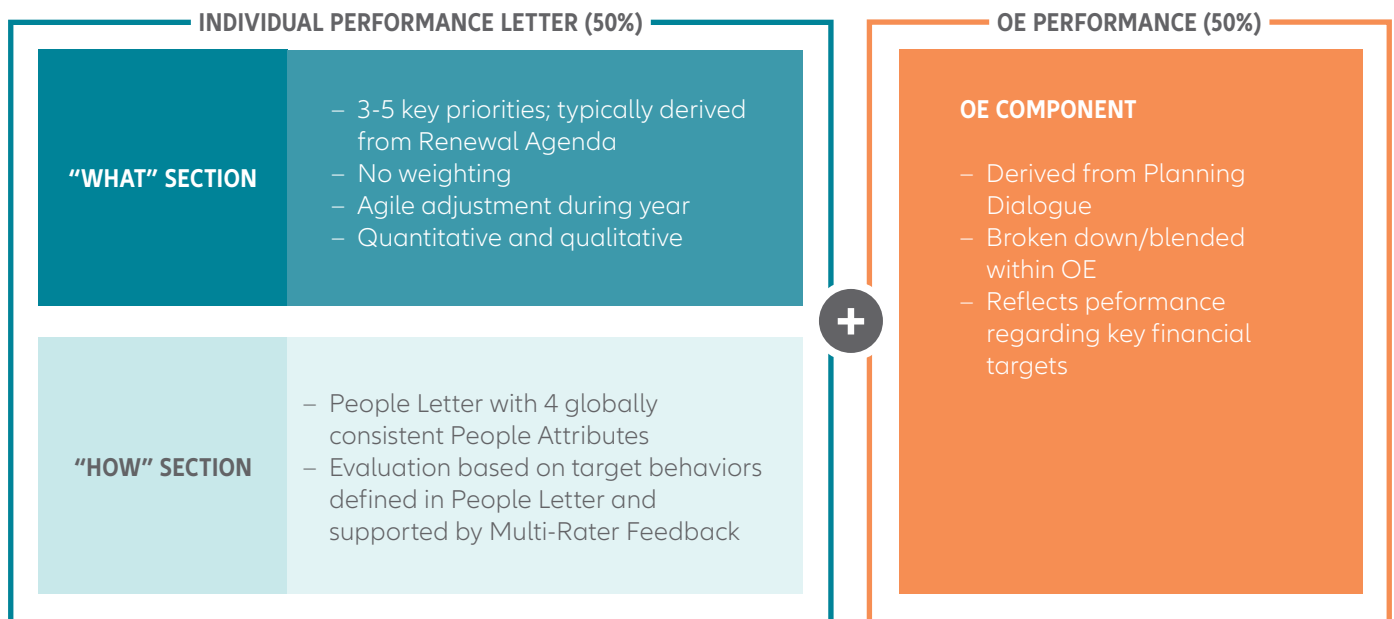 INDIVIDUAL PERFORMANCE LETTER (50%)
“WHAT” SECTION
– 3-5 key priorities; typically derived
from Renewal Agenda
– No weighting
– Agile adjustment during year
– Quantitative and qualitative
“HOW” SECTION
– People Letter with 4 globally
consistent People Attributes
– Evaluation based on target behaviors
defined in People Letter and
supported by Multi-Rater Feedback
+
OE PERFORMANCE (50%)
OE COMPONENT
– Derived from Planning
Dialogue
– Broken down/blended
within OE
– Reflects peformance
regarding key financial
targets